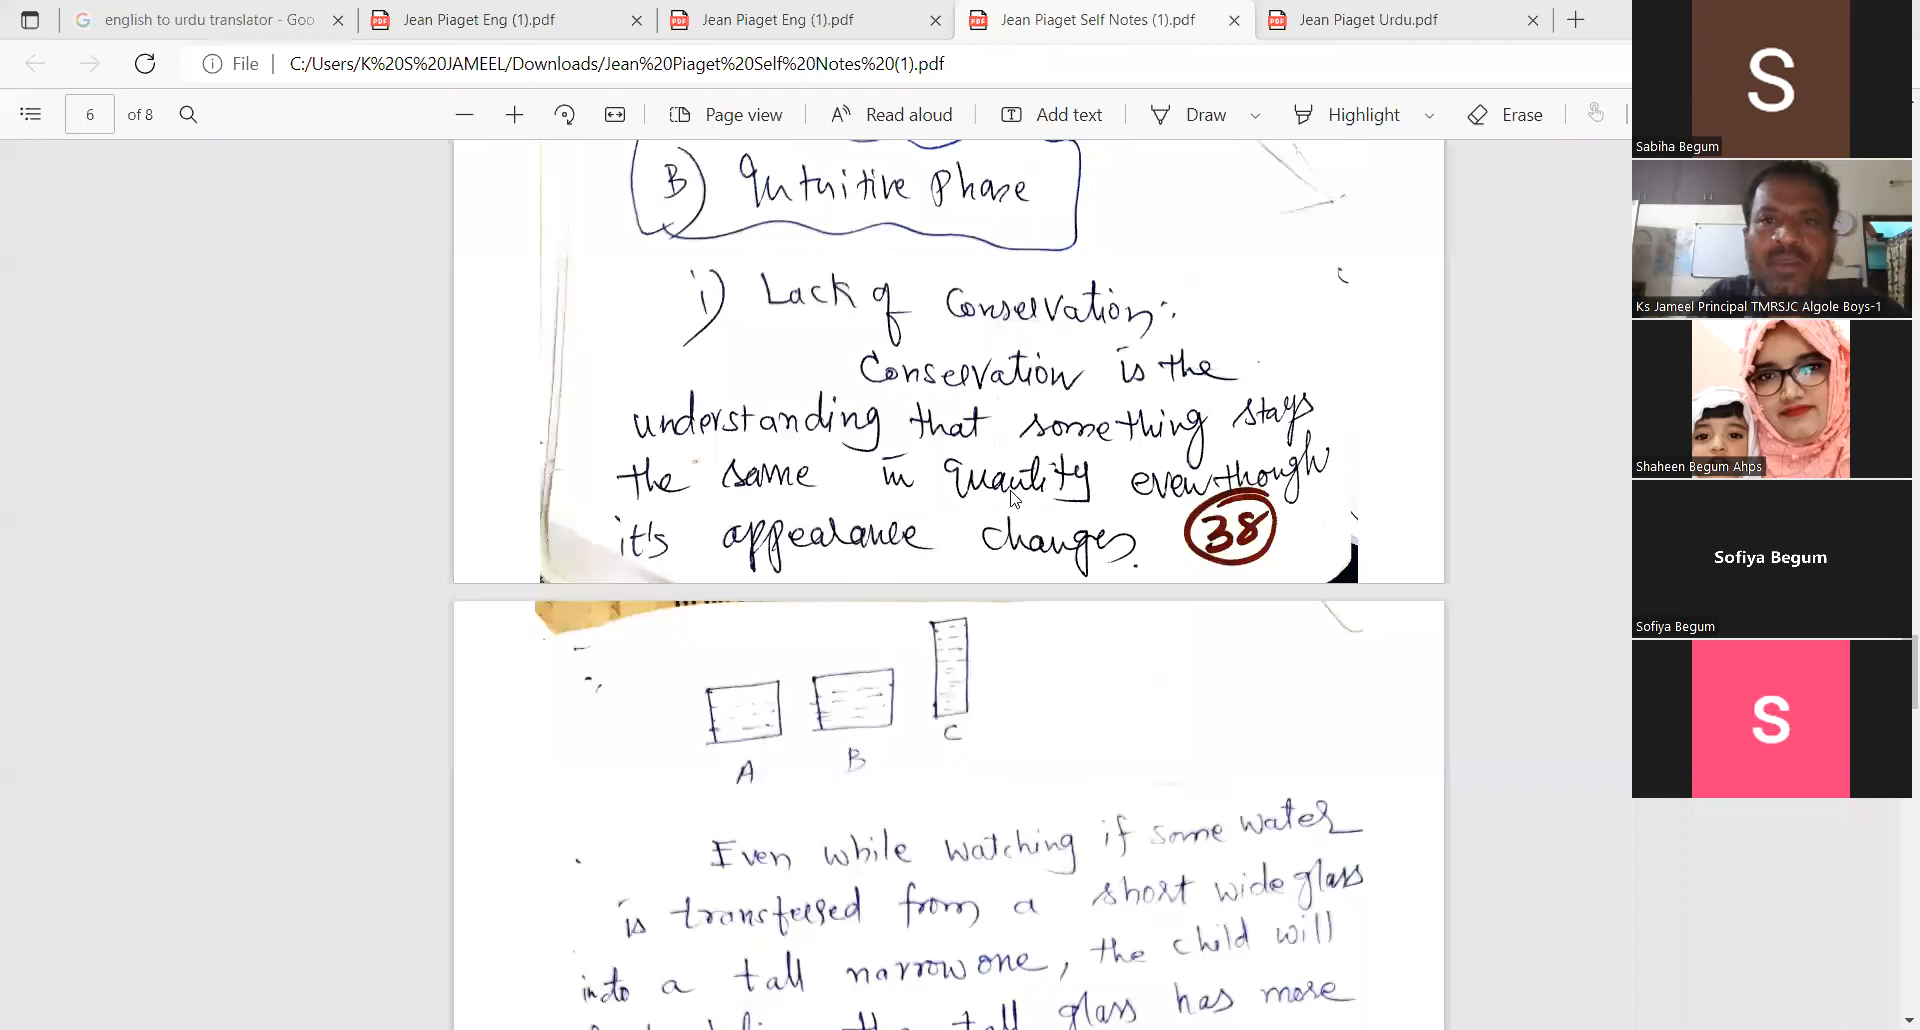 english to urdu translator - Goo
Jean Piaget Eng (1).pdf
Jean Piaget Eng (1).pdf
Jean Piaget Self Notes (1).pdf
Jean Piaget Urdu.pdf
File
C:/Users/K%20S%20JAMEEL/Downloads/Jean%20Piaget%20Self%20Notes%20(1).pdf
6 of 8
Page view
Read aloud
Add text
Draw
Highlight
Erase
B) Intuitive Phase
i) Lack of Conservation:
Conservation is the
understanding that something stays
the same in quantity even though
it's appearance changes. 38
A B C
Even while watching if some water
is transferred from a short wide glass
into a tall narrow one, the child will
the tall glass has more
S
Sabiha Begum
Ks Jameel Principal TMRSJC Algole Boys-1
Shaheen Begum Ahps
Sofiya Begum
Sofiya Begum
S